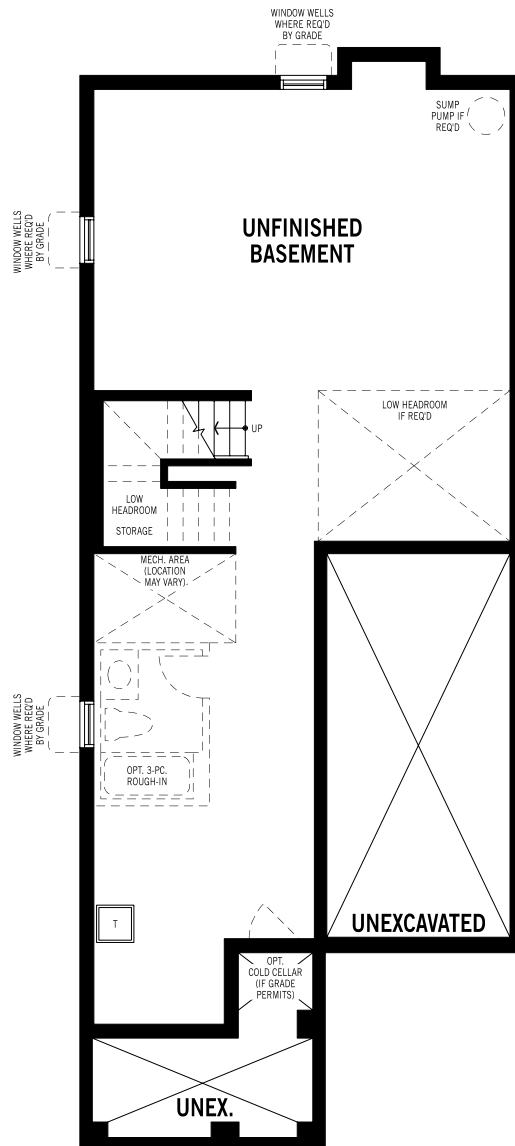 WINDOW WELLS
WHERE REQ'D
BY GRADE
SUMP
PUMP IF
REQ'D
WINDOW WELLS
WHERE REQ'D
BY GRADE
UNFINISHED
BASEMENT
LOW HEADROOM
IF REQ'D
UP
LOW
HEADROOM
STORAGE
MECH. AREA
(LOCATION
MAY VARY)
WINDOW WELLS
WHERE REQ'D
BY GRADE
OPT. 3-PC.
ROUGH-IN
T
UNEXCAVATED
OPT.
COLD CELLAR
(IF GRADE
PERMITS)
UNEX.